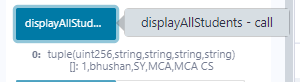 displayAllStud...
displayAllStudents - call
0: tuple(uint256,string,string,string,string)
[]: 1,bhushan,SY,MCA,MCA CS